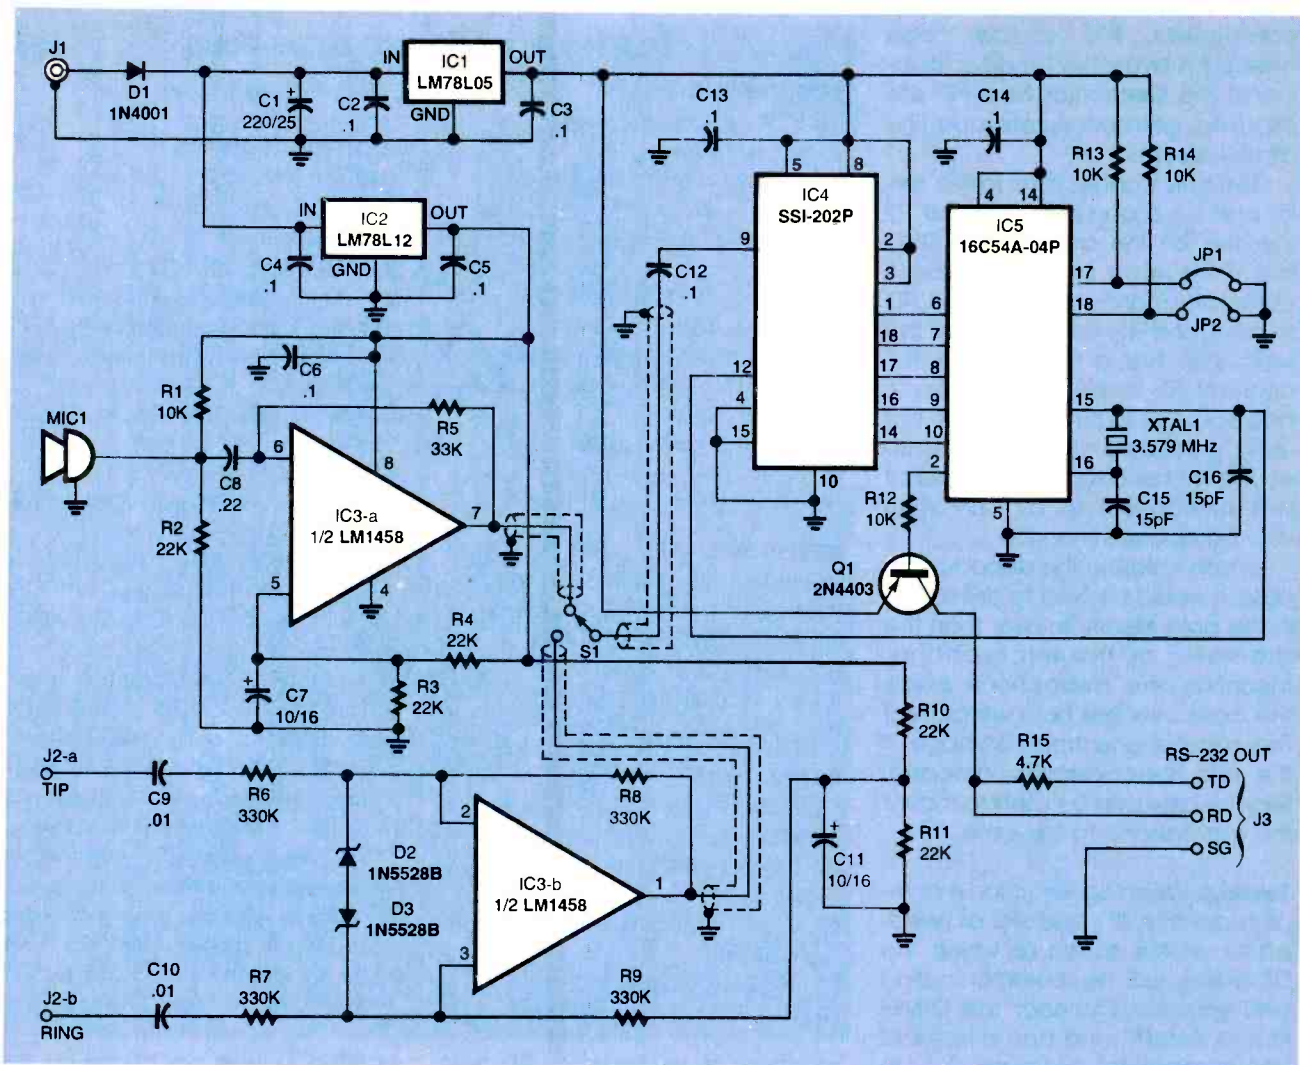 J1
D1
1N4001
C1
220/25
+
C2
.1
IN
IC1
LM78L05
GND
OUT
C3
.1
IN
IC2
LM78L12
GND
OUT
C4
.1
C5
.1
C6
.1
R1
10K
MIC1
C8
.22
R2
22K
R5
33K
6
8
IC3-a
1/2 LM1458
7
5
4
R4
22K
R3
22K
+
C7
10/16
S1
C13
.1
C14
.1
C12
.1
5
8
IC4
SSI-202P
9
2
3
1
18
12
17
4
16
15
14
10
4
14
IC5
16C54A-04P
6
17
7
18
8
9
15
10
16
2
5
R13
10K
R14
10K
JP1
JP2
XTAL1
3.579 MHz
C15
15pF
C16
15pF
R12
10K
Q1
2N4403
J2-a
TIP
C9
.01
R6
330K
R8
330K
D2
1N5528B
D3
1N5528B
2
IC3-b
1/2 LM1458
1
3
J2-b
RING
C10
.01
R7
330K
R9
330K
+
C11
10/16
R10
22K
R11
22K
R15
4.7K
RS-232 OUT
TD
RD
SG
J3